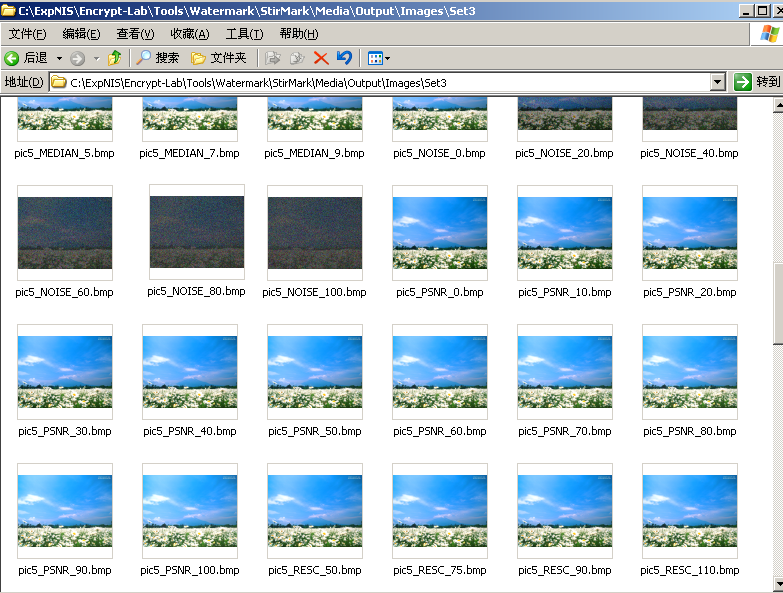 C:\ExpNIS\Encrypt-Lab\Tools\Watermark\StirMark\Media\Output\Images\Set3
文件(F) 编辑(E) 查看(V) 收藏(A) 工具(T) 帮助(H)
后退 搜索 文件夹
地址(D) C:\ExpNIS\Encrypt-Lab\Tools\Watermark\StirMark\Media\Output\Images\Set3 转到
pic5_MEDIAN_5.bmp pic5_MEDIAN_7.bmp pic5_MEDIAN_9.bmp pic5_NOISE_0.bmp pic5_NOISE_20.bmp pic5_NOISE_40.bmp
pic5_NOISE_60.bmp pic5_NOISE_80.bmp pic5_NOISE_100.bmp pic5_PSNR_0.bmp pic5_PSNR_10.bmp pic5_PSNR_20.bmp
pic5_PSNR_30.bmp pic5_PSNR_40.bmp pic5_PSNR_50.bmp pic5_PSNR_60.bmp pic5_PSNR_70.bmp pic5_PSNR_80.bmp
pic5_PSNR_90.bmp pic5_PSNR_100.bmp pic5_RESC_50.bmp pic5_RESC_75.bmp pic5_RESC_90.bmp pic5_RESC_110.bmp